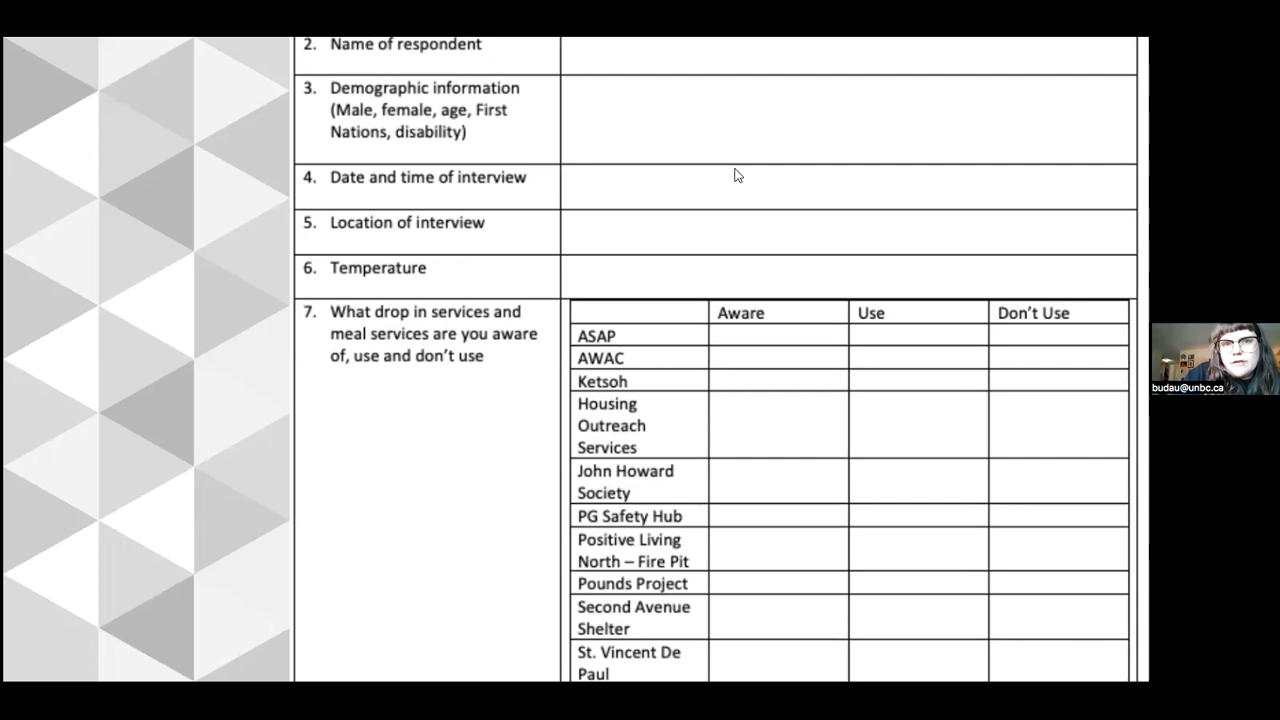 2. Name of respondent
3. Demographic information
(Male, female, age, First
Nations, disability)
4. Date and time of interview
5. Location of interview
6. Temperature
7. What drop in services and
meal services are you aware
of, use and don't use
Aware Use Don't Use
ASAP
AWAC
Ketsoh
Housing
Outreach
Services
John Howard
Society
PG Safety Hub
Positive Living
North – Fire Pit
Pounds Project
Second Avenue
Shelter
St. Vincent De
Paul
budau@unbc.ca